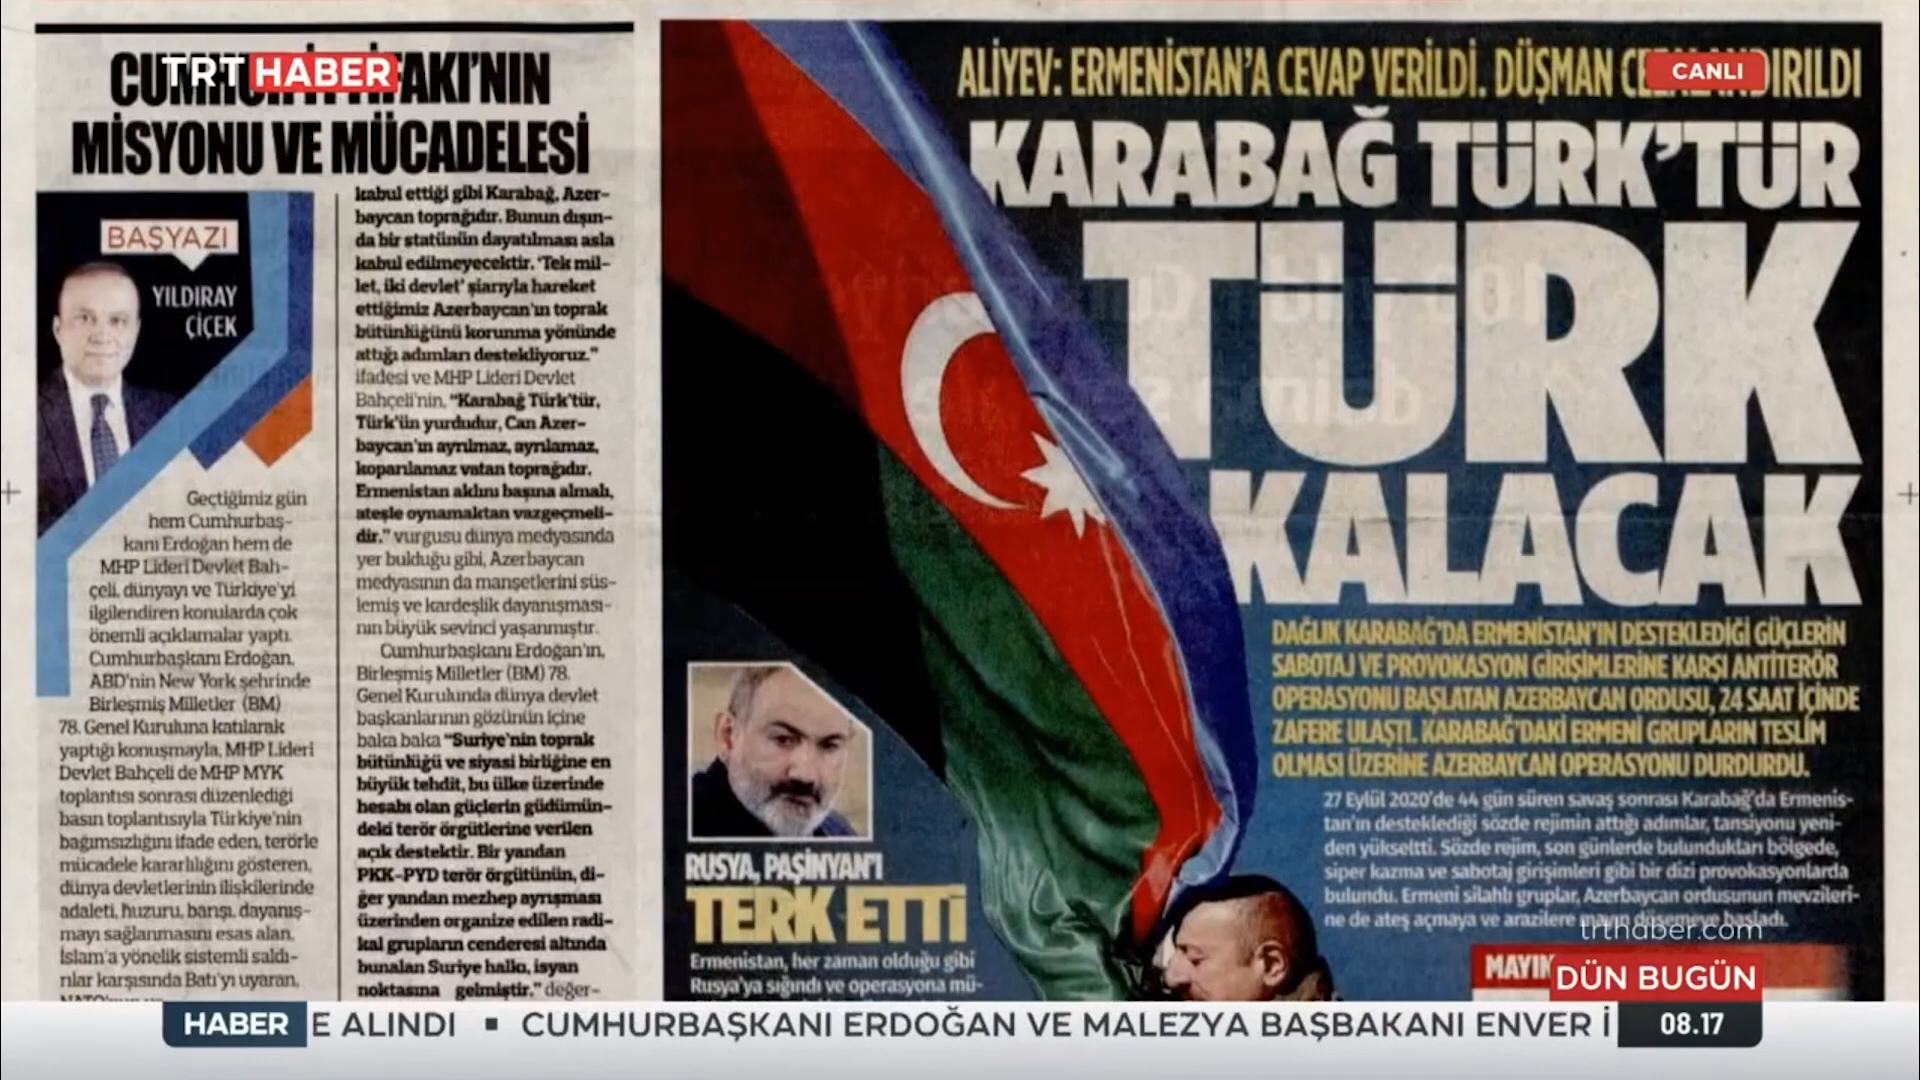 TRT HABER
CANLI
MİSYONU VE MÜCADELESİ
BAŞYAZI
YILDIRAY
ÇİÇEK
Geçtiğimiz gün
hem Cumhurbaş-
kanı Erdoğan hem de
MHP Lideri Devlet Bah-
çeli, dünyayı ve Türkiye'yi
ilgilendiren konularda çok
önemli açıklamalar yaptı.
Cumhurbaşkanı Erdoğan,
ABD'nin New York şehrinde
Birleşmiş Milletler (BM)
78. Genel Kuruluna katılarak
yaptığı konuşmayla, MHP Lideri
Devlet Bahçeli de MHP MYK
toplantısı sonrası düzenlediği
basın toplantısıyla Türkiye'nin
bağımsızlığını ifade eden, terörle
mücadele kararlılığını gösteren,
dünya devletlerinin ilişkilerinde
adaleti, huzuru, barışı, dayanış-
mayı sağlanmasını esas alan,
İslam'a yönelik sistemli saldı-
rılar karşısında Batı'yı uyaran,
kabul ettiği gibi Karabağ, Azer-
baycan toprağıdır. Bunun dışın-
da bir statünün dayatılması asla
kabul edilmeyecektir. 'Tek mil-
let, iki devlet' şiarıyla hareket
ettiğimiz Azerbaycan'ın toprak
bütünlüğünü korunma yönünde
attığı adımları destekliyoruz."
ifadesi ve MHP Lideri Devlet
Bahçeli'nin, "Karabağ Türk'tür,
Türk'ün yurdudur, Can Azer-
baycan'ın ayrılmaz, ayrılamaz,
koparılamaz vatan toprağıdır.
Ermenistan aklını başına almalı,
ateşle oynamaktan vazgeçmeli-
dir." vurgusu dünya medyasında
yer bulduğu gibi, Azerbaycan
medyasının da manşetlerini süs-
lemiş ve kardeşlik dayanışması-
nın büyük sevinci yaşanmıştır.
Cumhurbaşkanı Erdoğan'ın,
Birleşmiş Milletler (BM) 78.
Genel Kurulunda dünya devlet
başkanlarının gözünün içine
baka baka "Suriye'nin toprak
bütünlüğü ve siyasi birliğine en
büyük tehdit, bu ülke üzerinde
hesabı olan güçlerin güdümün-
deki terör örgütlerine verilen
açık destektir. Bir yandan
PKK-PYD terör örgütünün, di-
ğer yandan mezhep ayrışması
üzerinden organize edilen radi-
kal grupların cenderesi altında
bunalan Suriye halkı, isyan
noktasına gelmiştir." değer-
ALİYEV: ERMENİSTAN'A CEVAP VERİLDİ. DÜŞMAN
KARABAĞ TÜRK'TÜR
TÜRK
KALACAK
DAĞLIK KARABAĞ'DA ERMENİSTAN'IN DESTEKLEDİĞİ GÜÇLERİN
SABOTAJ VE PROVOKASYON GİRİŞİMLERİNE KARŞI ANTİTERÖR
OPERASYONU BAŞLATAN AZERBAYCAN ORDUSU, 24 SAAT İÇİNDE
ZAFERE ULAŞTI. KARABAĞ'DAKİ ERMENİ GRUPLARIN TESLİM
OLMASI ÜZERİNE AZERBAYCAN OPERASYONU DURDURDU.
27 Eylül 2020'de 44 gün süren savaş sonrası Karabağ'da Ermenis-
tan'ın desteklediği sözde rejimin attığı adımlar, tansiyonu yeni-
den yükseltti. Sözde rejim, son günlerde bulundukları bölgede,
siper kazma ve sabotaj girişimleri gibi bir dizi provokasyonlarda
bulundu. Ermeni silahlı gruplar, Azerbaycan ordusunun mevzileri-
ne de ateş açmaya ve arazilere mayın döşemeye başladı.
RUSYA, PAŞİNYAN'I
TERK ETTİ
Ermenistan, her zaman olduğu gibi
Rusya'ya sığındı ve operasyona mü-
trthaber.com
MAYIN
DÜN BUGÜN
HABER
E ALINDI ▪ CUMHURBAŞKANI ERDOĞAN VE MALEZYA BAŞBAKANI ENVER İ
08.17